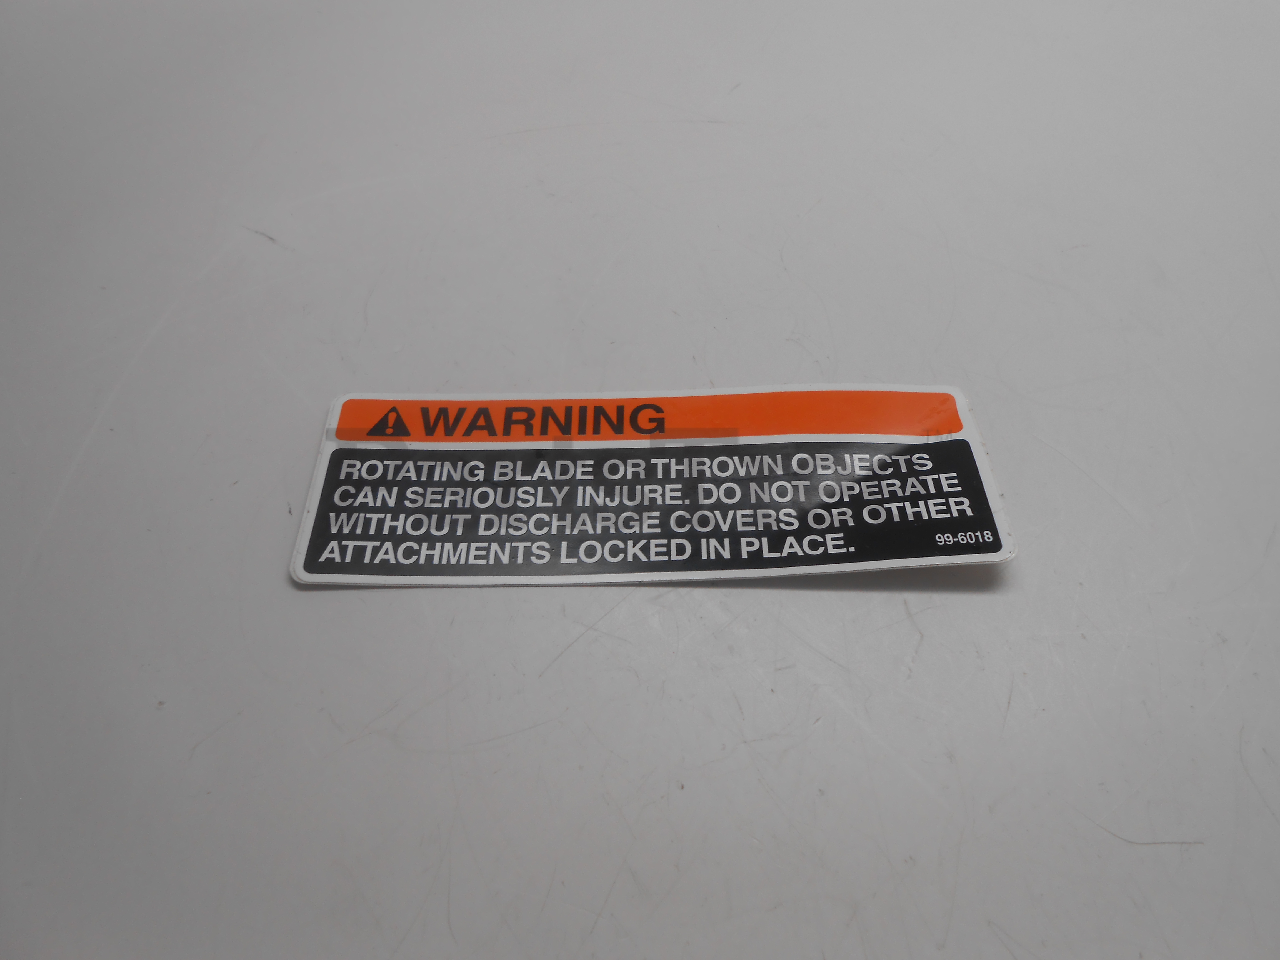 WARNING
ROTATING BLADE OR THROWN OBJECTS
CAN SERIOUSLY INJURE. DO NOT OPERATE
WITHOUT DISCHARGE COVERS OR OTHER
ATTACHMENTS LOCKED IN PLACE.
99-6018